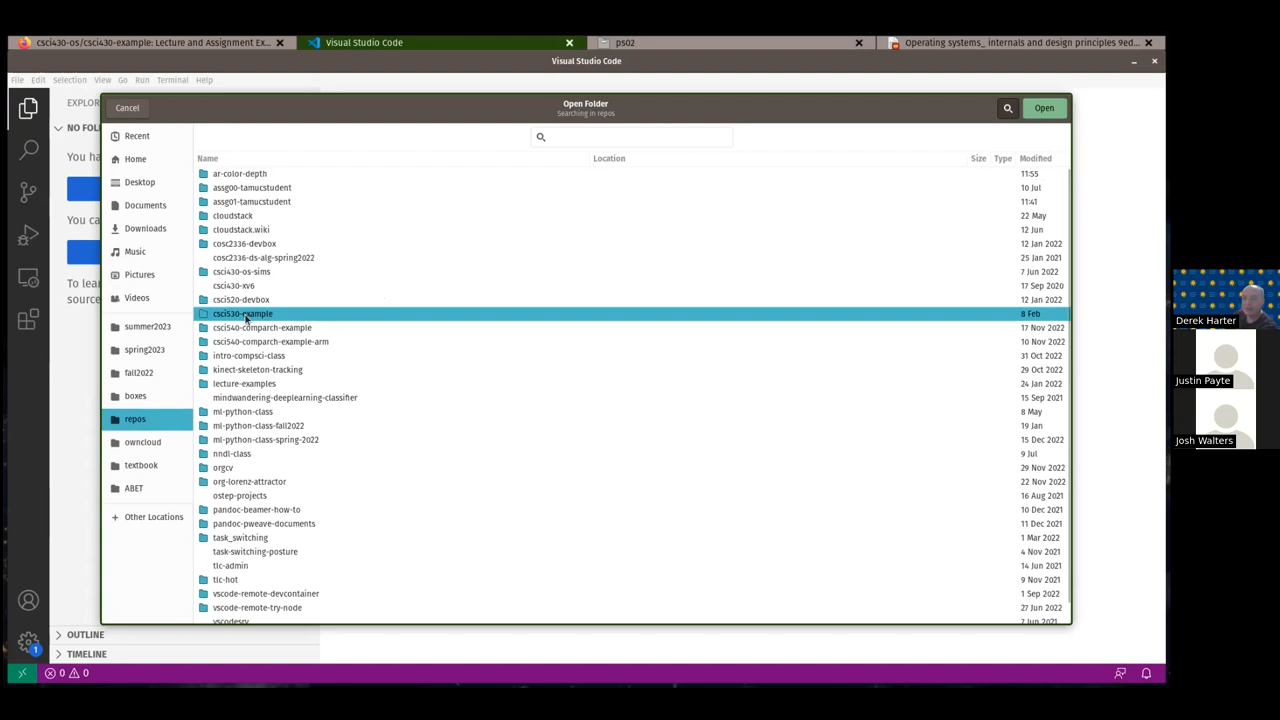 csci430-os/csci430-example: Lecture and Assignment Ex...
Visual Studio Code
ps02
Operating systems_ internals and design principles 9ed...
Visual Studio Code
File Edit Selection View Go Run Terminal Help
EXPLOR
NO FOL
You ha
You ca
To lear
source
OUTLINE
TIMELINE
1
0 0
Cancel
Open Folder
Searching in repos
Open
Recent
Home
Desktop
Documents
Downloads
Music
Pictures
Videos
summer2023
spring2023
fall2022
boxes
repos
owncloud
textbook
ABET
Other Locations
Name Location Size Type Modified
ar-color-depth 11:55
assg00-tamucstudent 10 Jul
assg01-tamucstudent 11:41
cloudstack 22 May
cloudstack.wiki 12 Jun
cosc2336-devbox 12 Jan 2022
cosc2336-ds-alg-spring2022 25 Jan 2021
csci430-os-sims 7 Jun 2022
csci430-xv6 17 Sep 2020
csci520-devbox 12 Jan 2022
csci530-example 8 Feb
csci540-comparch-example 17 Nov 2022
csci540-comparch-example-arm 10 Nov 2022
intro-compsci-class 31 Oct 2022
kinect-skeleton-tracking 29 Oct 2022
lecture-examples 24 Jan 2022
mindwandering-deeplearning-classifier 15 Sep 2021
ml-python-class 8 May
ml-python-class-fall2022 19 Jan
ml-python-class-spring-2022 15 Dec 2022
nndl-class 9 Jul
orgcv 29 Nov 2022
org-lorenz-attractor 22 Nov 2022
ostep-projects 16 Aug 2021
pandoc-beamer-how-to 10 Dec 2021
pandoc-pweave-documents 11 Dec 2021
task_switching 1 Mar 2022
task-switching-posture 4 Nov 2021
tlc-admin 14 Jun 2021
tlc-hot 9 Nov 2021
vscode-remote-devcontainer 1 Sep 2022
vscode-remote-try-node 27 Jun 2022
vscodesrv 7 Jun 2021
Derek Harter
Justin Payte
Josh Walters